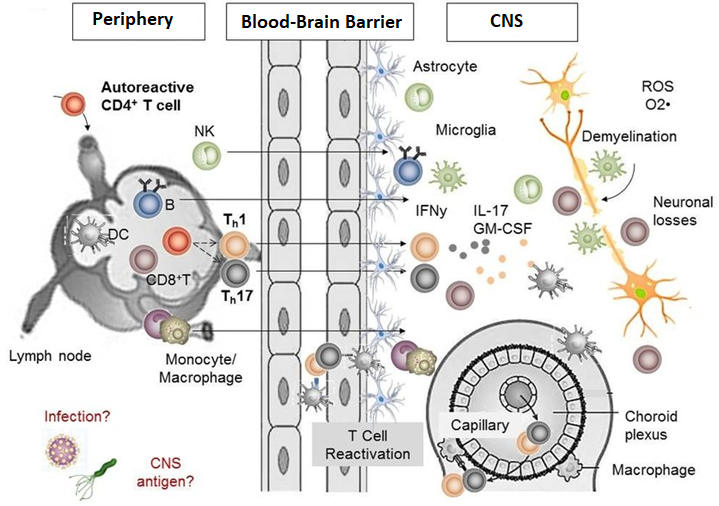 Periphery
Blood-Brain Barrier
CNS
Autoreactive
CD4⁺ T cell
NK
B
DC
CD8⁺T
Th1
Th17
Lymph node
Monocyte/
Macrophage
Infection?
CNS
antigen?
T Cell
Reactivation
Astrocyte
Microglia
IFNγ
IL-17
GM-CSF
ROS
O2•
Demyelination
Neuronal
losses
Capillary
Choroid
plexus
Macrophage